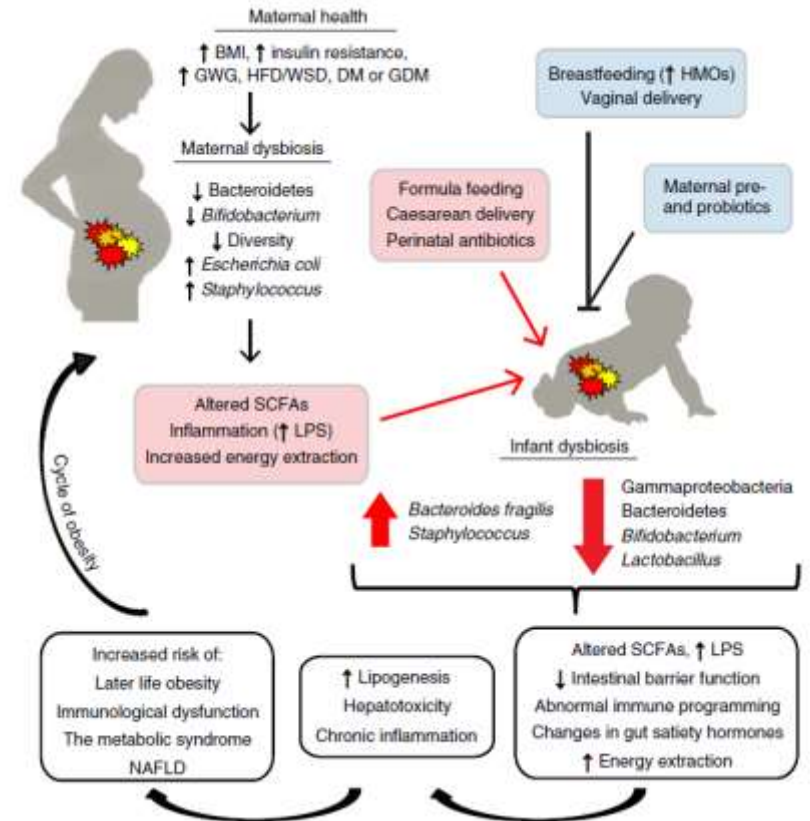 Maternal health
↑ BMI, ↑ insulin resistance,
↑ GWG, HFD/WSD, DM or GDM
Maternal dysbiosis
↓ Bacteroidetes
↓ Bifidobacterium
↓ Diversity
↑ Escherichia coli
↑ Staphylococcus
Altered SCFAs
Inflammation (↑ LPS)
Increased energy extraction
Formula feeding
Caesarean delivery
Perinatal antibiotics
Breastfeeding (↑ HMOs)
Vaginal delivery
Maternal pre-
and probiotics
Infant dysbiosis
Bacteroides fragilis
Staphylococcus
Gammaproteobacteria
Bacteroidetes
Bifidobacterium
Lactobacillus
Altered SCFAs, ↑ LPS
↓ Intestinal barrier function
Abnormal immune programming
Changes in gut satiety hormones
↑ Energy extraction
↑ Lipogenesis
Hepatotoxicity
Chronic inflammation
Increased risk of:
Later life obesity
Immunological dysfunction
The metabolic syndrome
NAFLD
Cycle of obesity